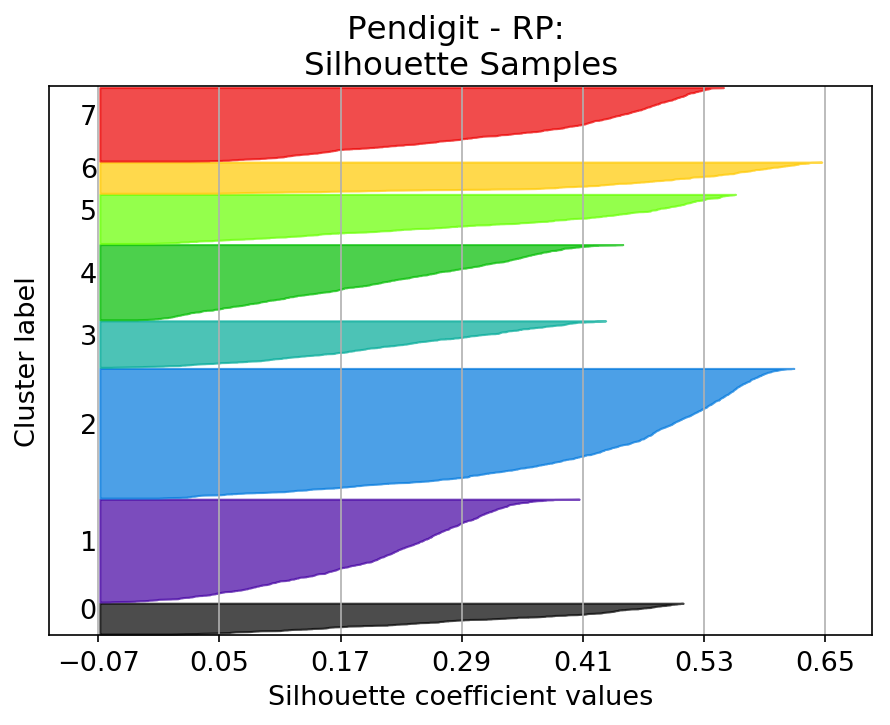 Pendigit - RP:
Silhouette Samples
Cluster label
7
6
5
4
3
2
1
0
−0.07 0.05 0.17 0.29 0.41 0.53 0.65
Silhouette coefficient values